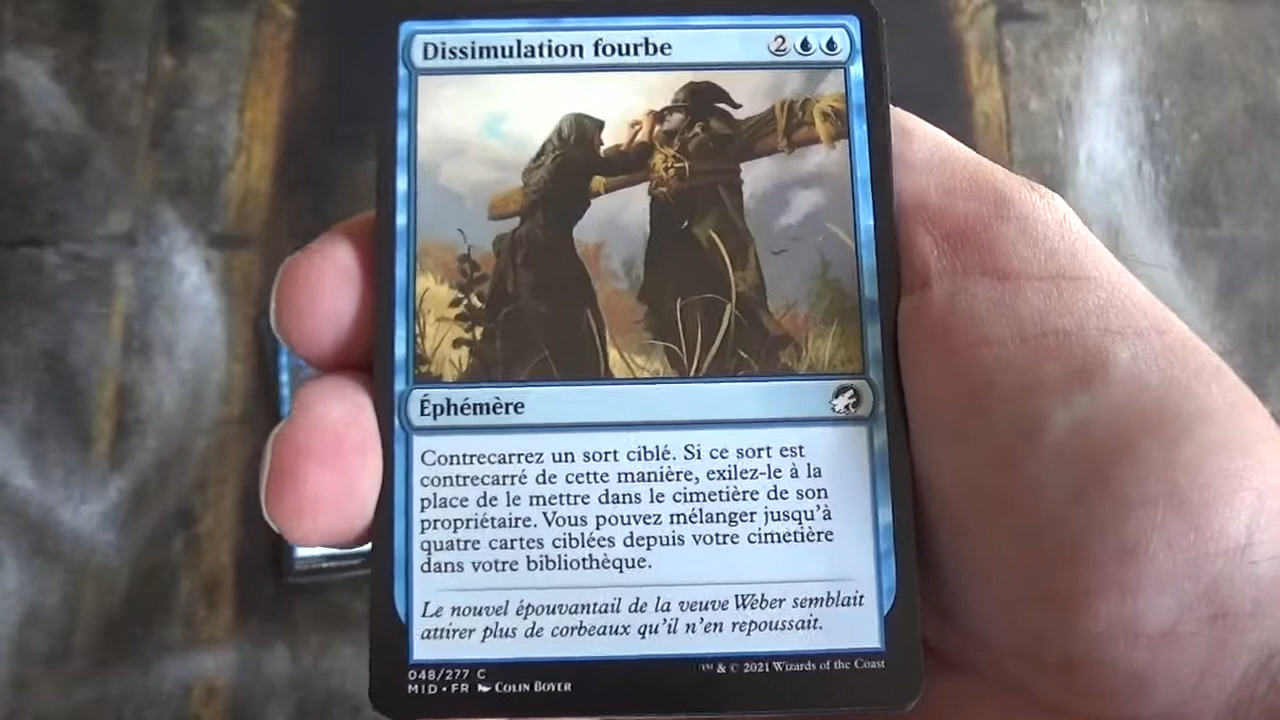 Dissimulation fourbe 2
Éphémère
Contrecarrez un sort ciblé. Si ce sort est
contrecarré de cette manière, exilez-le à la
place de le mettre dans le cimetière de son
propriétaire. Vous pouvez mélanger jusqu'à
quatre cartes ciblées depuis votre cimetière
dans votre bibliothèque.
Le nouvel épouvantail de la veuve Weber semblait
attirer plus de corbeaux qu'il n'en repoussait.
048/277 C
MID • FR Colin Boyer
™ & © 2021 Wizards of the Coast